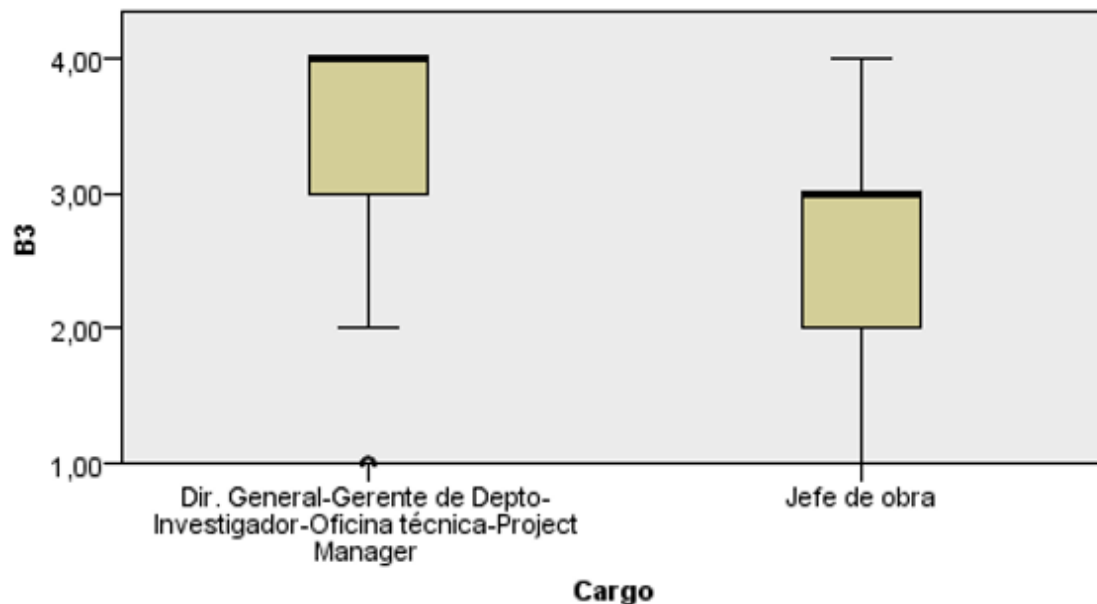 4,00
3,00
2,00
1,00
B3
Dir. General-Gerente de Depto-
Investigador-Oficina técnica-Project
Manager
Jefe de obra
Cargo